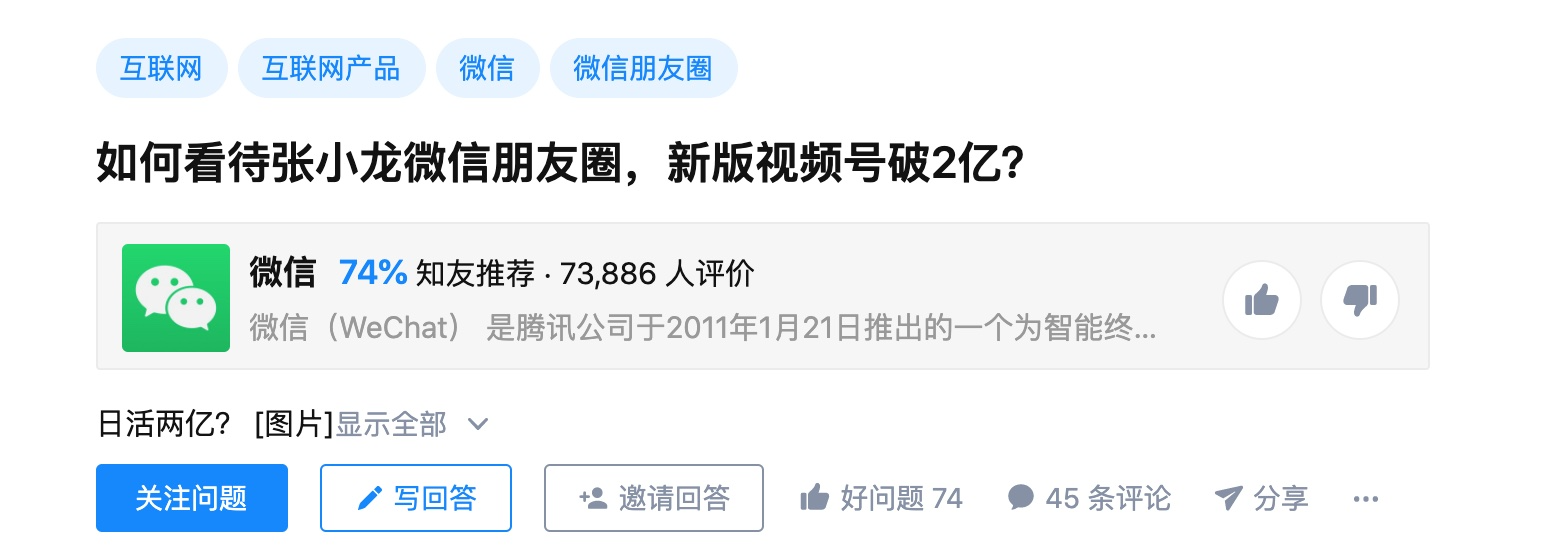 互联网 互联网产品 微信 微信朋友圈
如何看待张小龙微信朋友圈，新版视频号破2亿？
微信 74% 知友推荐 · 73,886 人评价
微信（WeChat） 是腾讯公司于2011年1月21日推出的一个为智能终...
日活两亿？ [图片]显示全部
关注问题 写回答 邀请回答 好问题 74 45 条评论 分享 ...